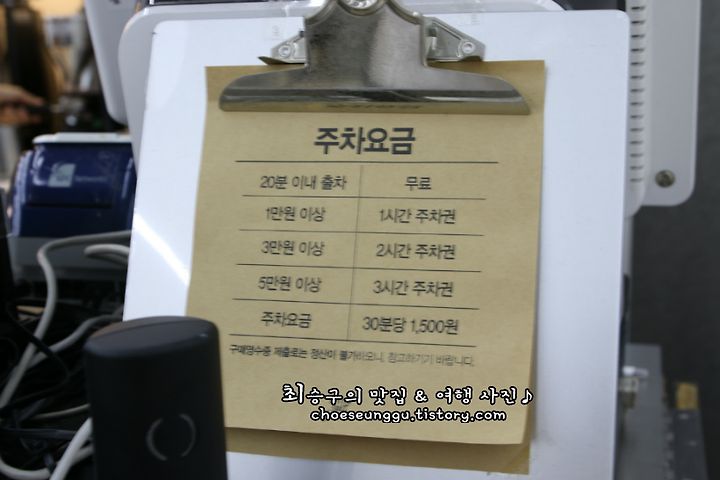 주차요금
20분 이내 출차 무료
1만원 이상 1시간 주차권
3만원 이상 2시간 주차권
5만원 이상 3시간 주차권
주차요금 30분당 1,500원
구매영수증 제출로는 정산이 불가하오니, 참고하기기 바랍니다.
최승구의 맛집 & 여행 사진♪
choeseunggu.tistory.com